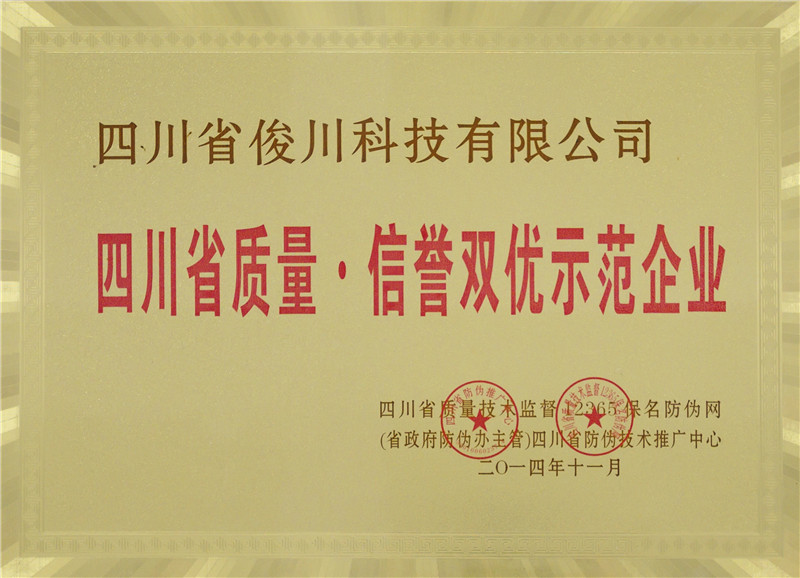 四川省俊川科技有限公司
四川省质量·信誉双优示范企业
四川省质量技术监督12365保名防伪网
(省政府防伪办主管)四川省防伪技术推广中心
二〇一四年十一月